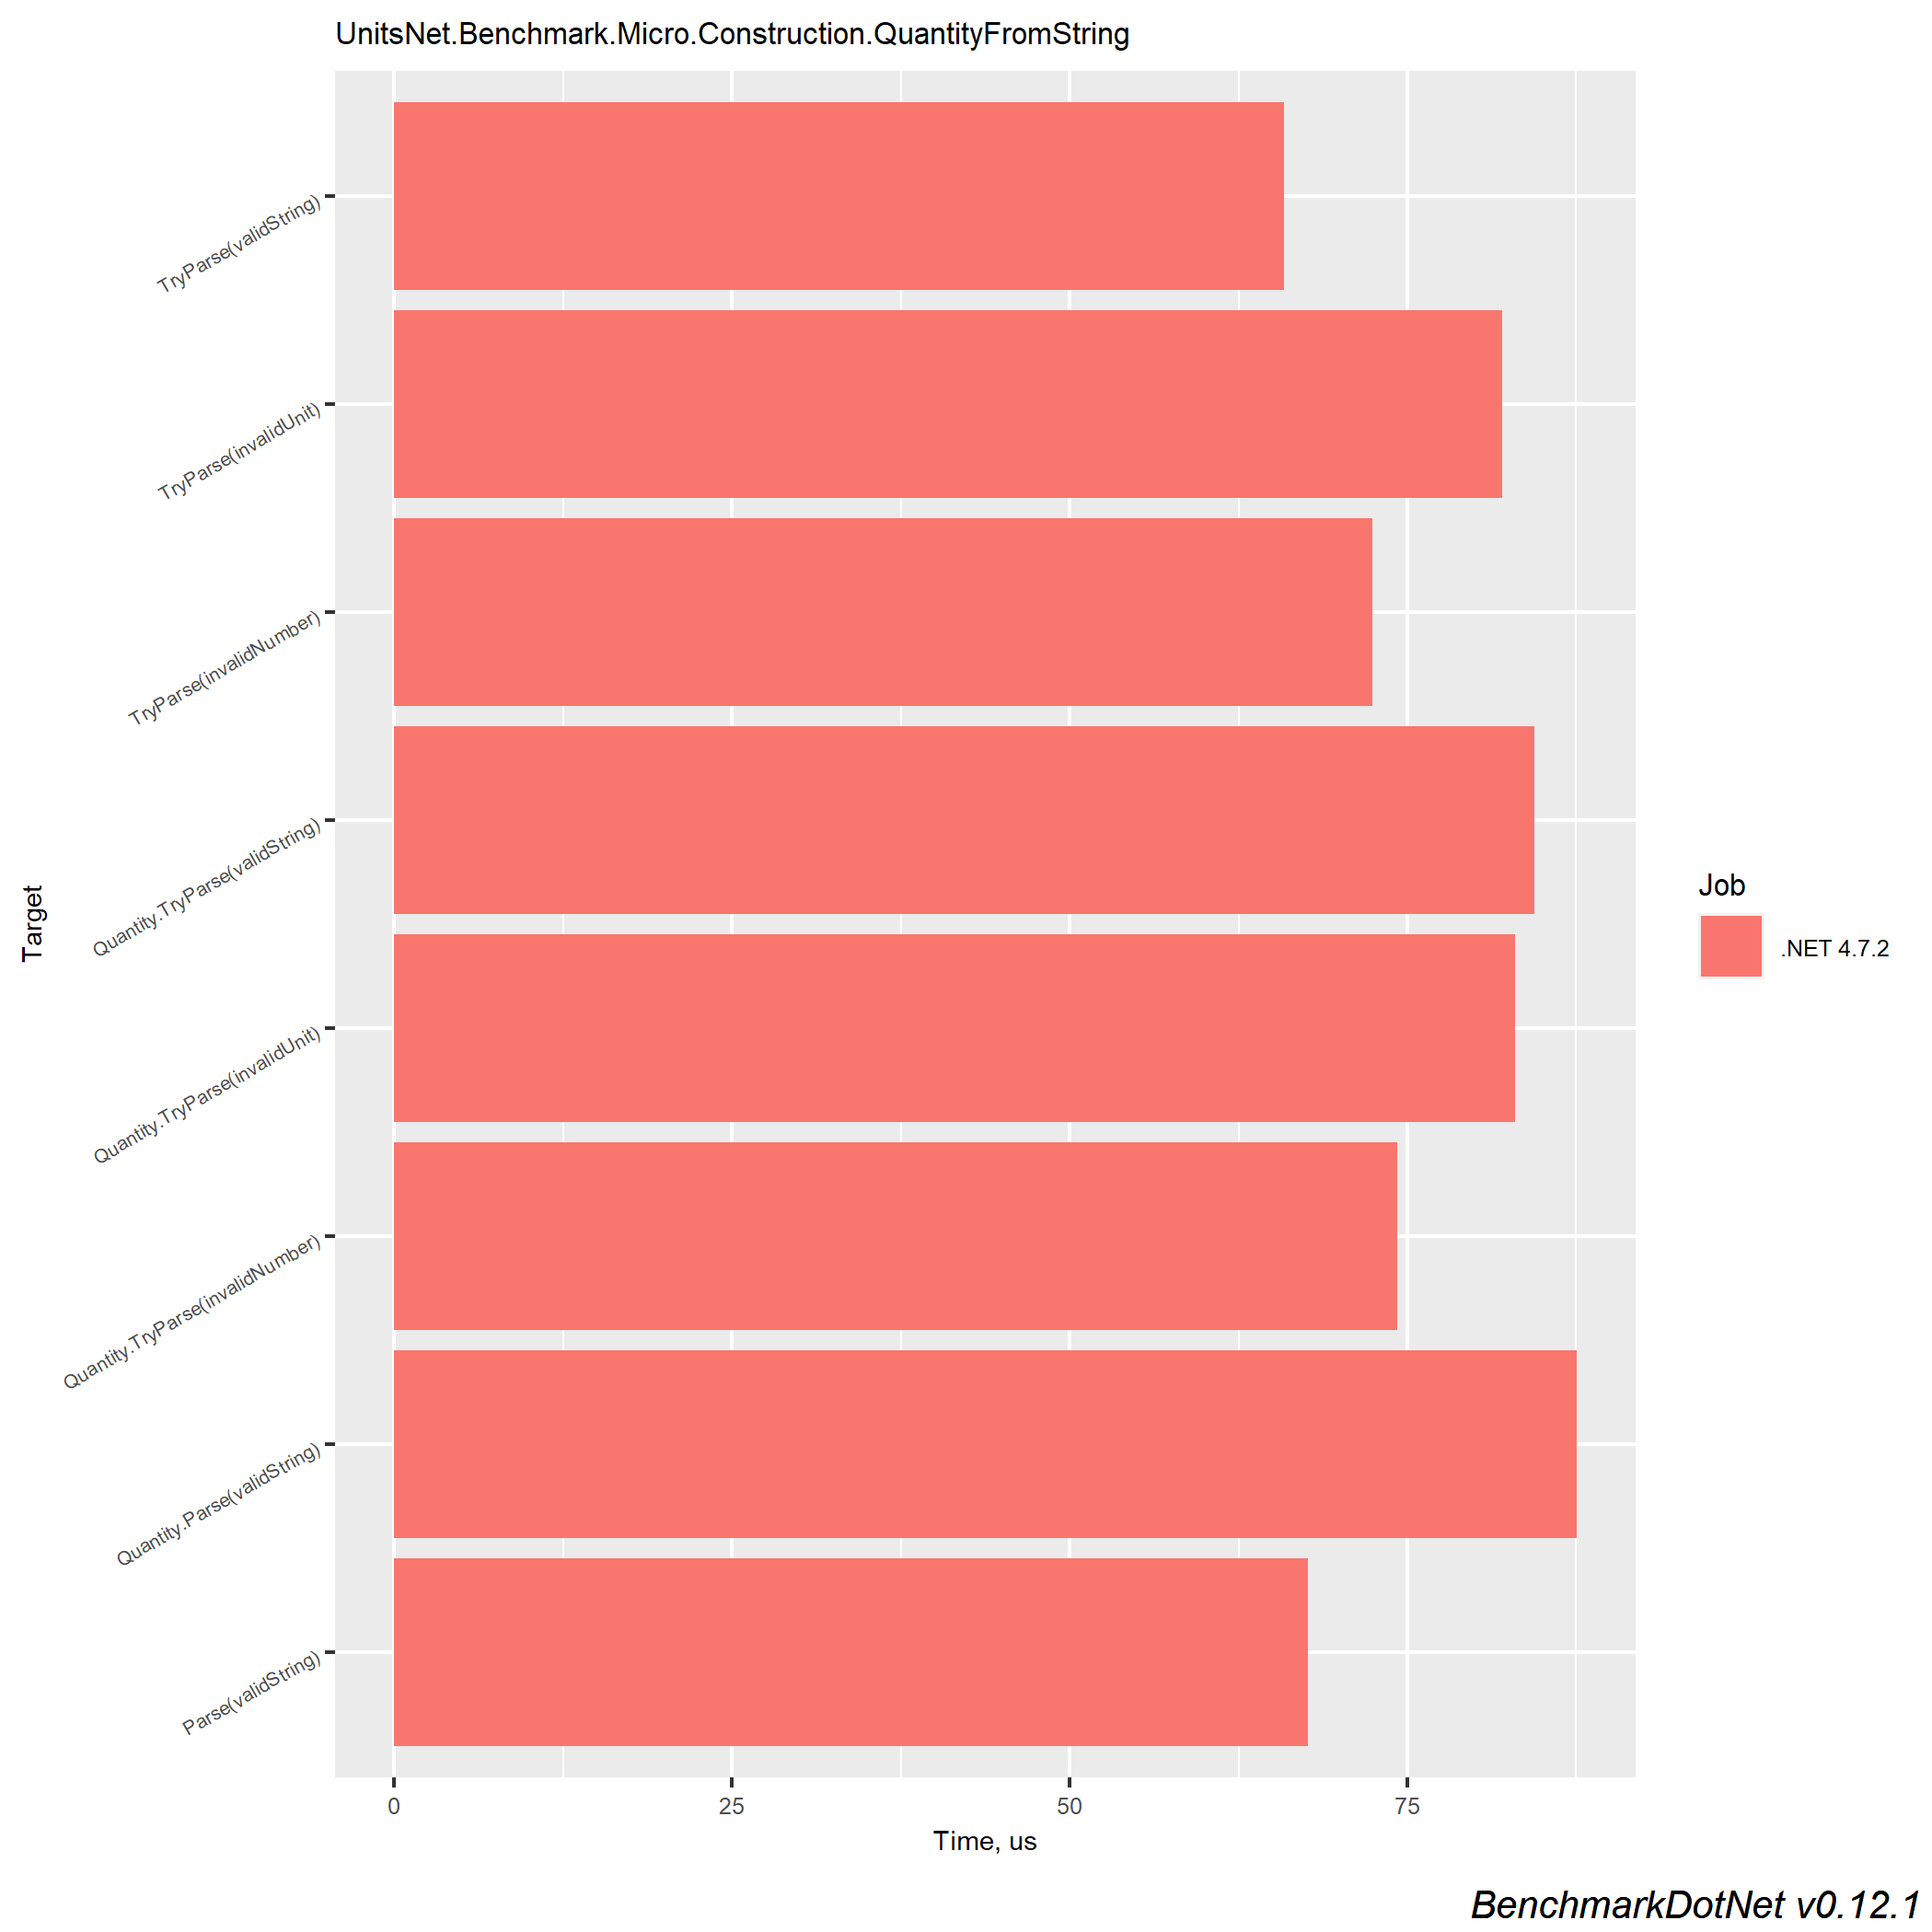 UnitsNet.Benchmark.Micro.Construction.QuantityFromString
TryParse(validString)
TryParse(invalidUnit)
TryParse(invalidNumber)
Quantity.TryParse(validString)
Quantity.TryParse(invalidUnit)
Quantity.TryParse(invalidNumber)
Quantity.Parse(validString)
Parse(validString)
Target
0 25 50 75
Time, us
Job
.NET 4.7.2
BenchmarkDotNet v0.12.1